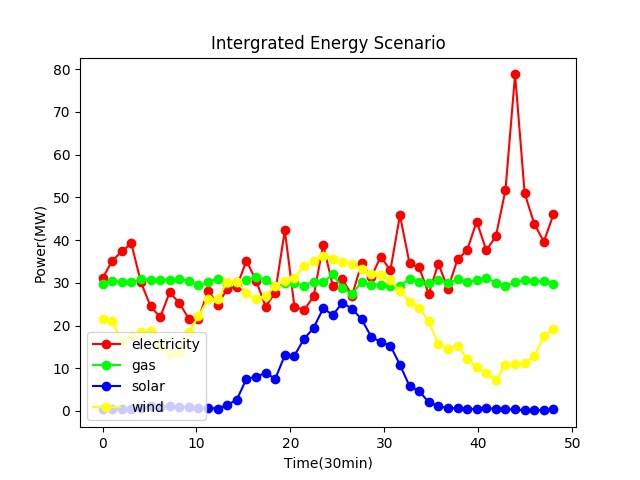 Intergrated Energy Scenario
Power(MW)
80
70
60
50
40
30
20
10
0
electricity
gas
solar
wind
0 10 20 30 40 50
Time(30min)